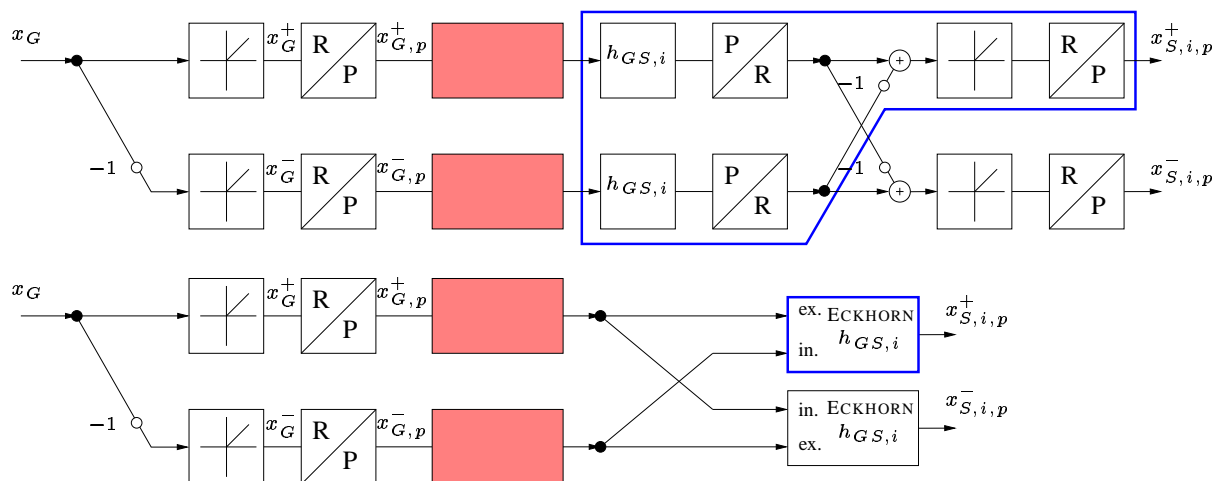 x_G
x_G^+
R
P
x_{G,p}^+
h_{GS,i}
P
R
-1
+
R
P
x_{S,i,p}^+
-1
x_G^-
R
P
x_{G,p}^-
h_{GS,i}
P
R
-1
+
R
P
x_{S,i,p}^-
x_G
x_G^+
R
P
x_{G,p}^+
ex. ECKHORN
in. h_{GS,i}
x_{S,i,p}^+
-1
x_G^-
R
P
x_{G,p}^-
in. ECKHORN
ex. h_{GS,i}
x_{S,i,p}^-